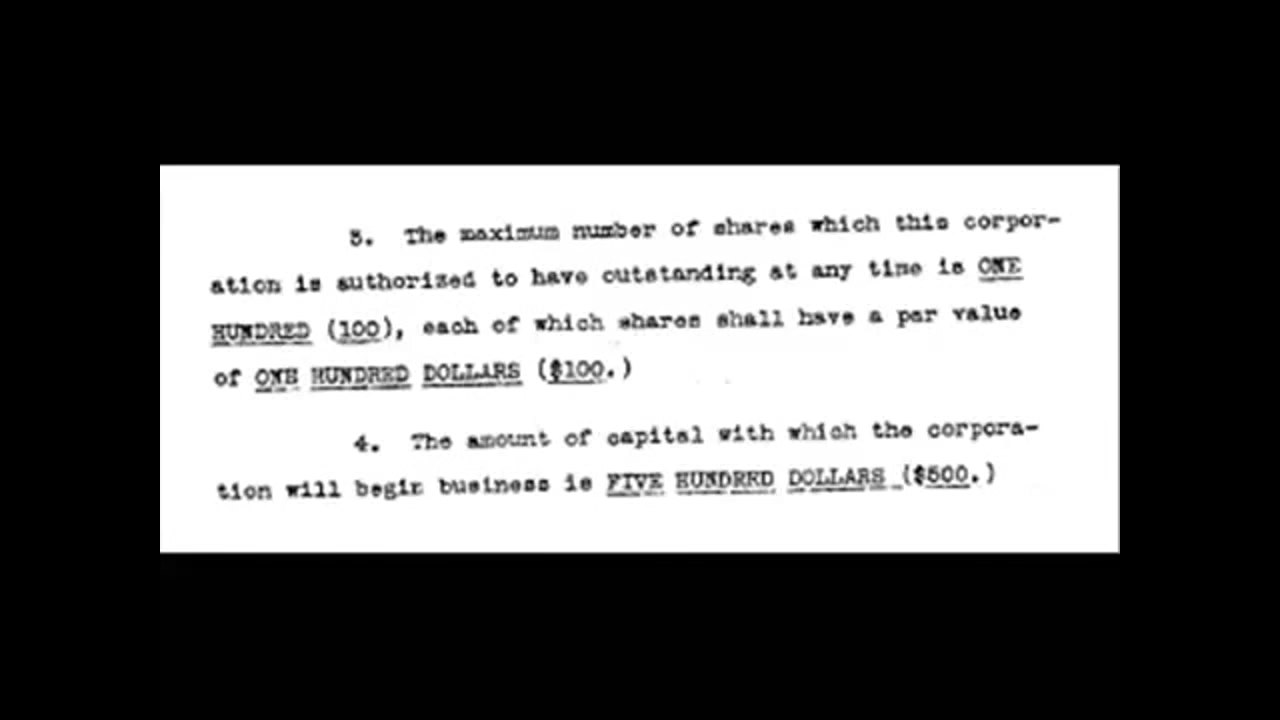 3. The maximum number of shares which this corpor-
ation is authorized to have outstanding at any time is ONE
HUNDRED (100), each of which shares shall have a par value
of ONE HUNDRED DOLLARS ($100.)
4. The amount of capital with which the corpora-
tion will begin business is FIVE HUNDRED DOLLARS ($500.)